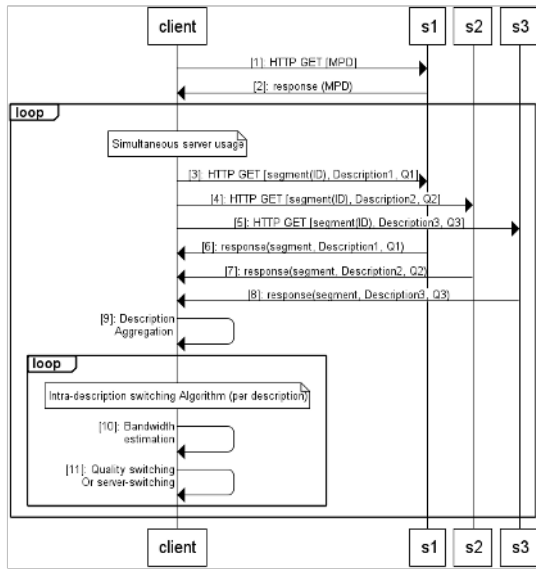 client s1 s2 s3
[1]: HTTP GET [MPD]
[2]: response (MPD)
loop
Simultaneous server usage
[3]: HTTP GET [segment(ID), Description1, Q1]
[4]: HTTP GET [segment(ID), Description2, Q2]
[5]: HTTP GET [segment(ID), Description3, Q3]
[6]: response(segment, Description1, Q1)
[7]: response(segment, Description2, Q2)
[8]: response(segment, Description3, Q3)
[9]: Description
Aggregation
loop
Intra-description switching Algorithm (per description)
[10]: Bandwidth
estimation
[11]: Quality switching
Or server-switching
client s1 s2 s3